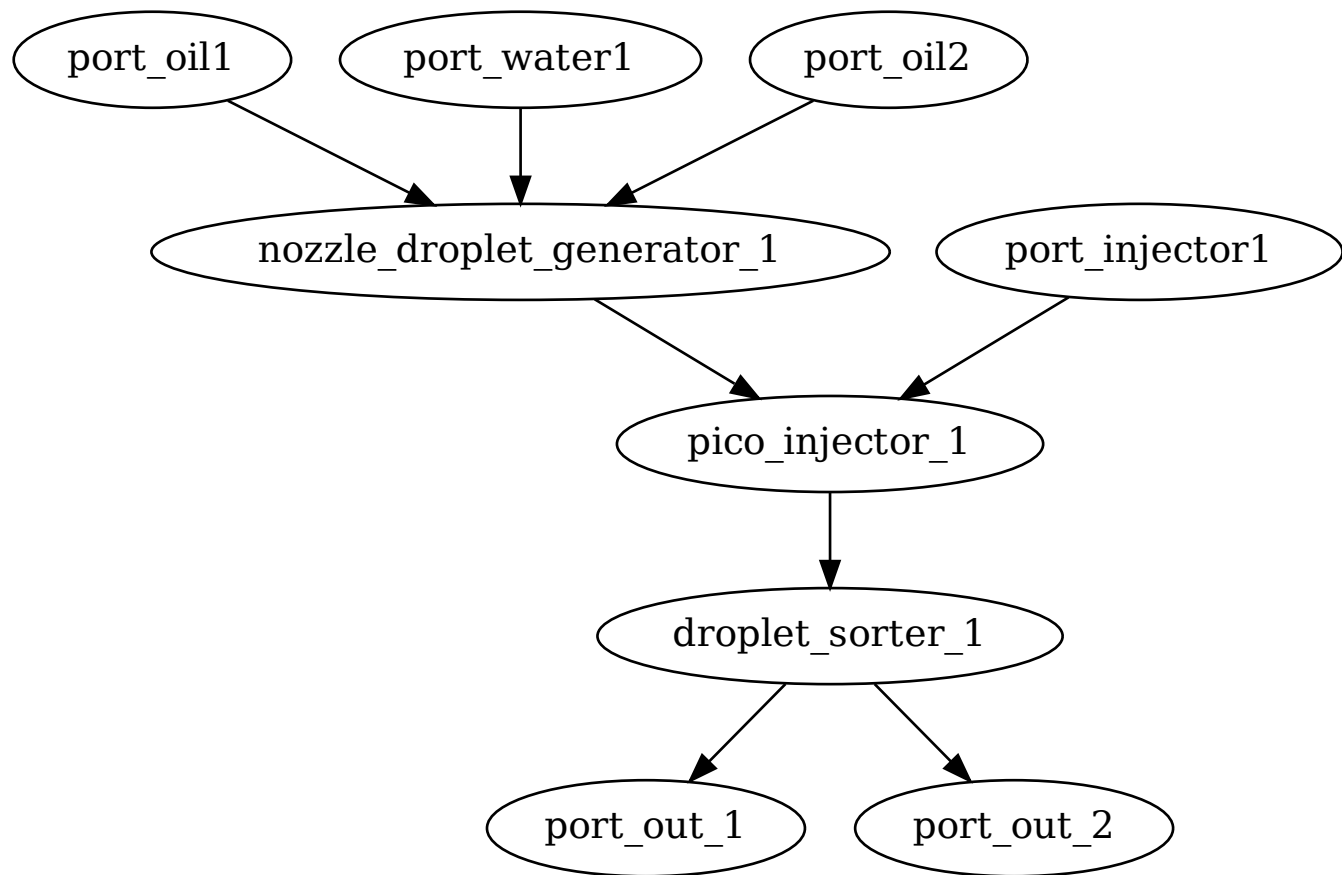 port_oil1
port_water1
port_oil2
nozzle_droplet_generator_1
port_injector1
pico_injector_1
droplet_sorter_1
port_out_1
port_out_2